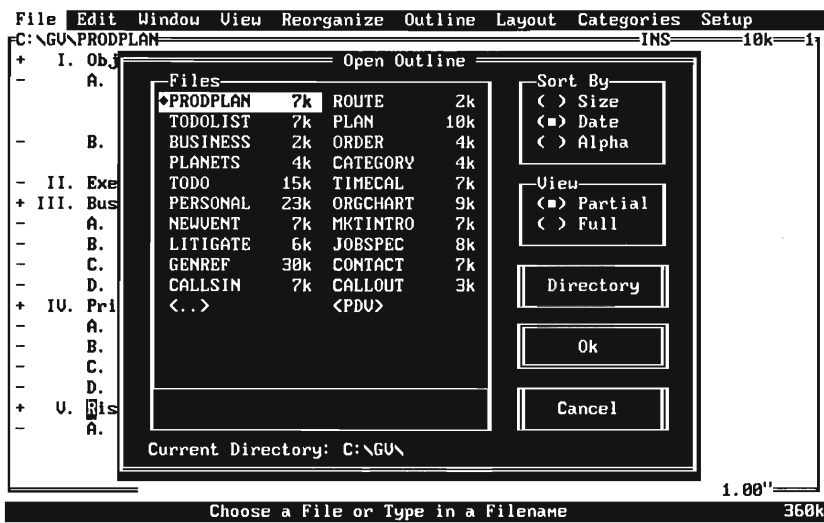 File Edit Window View Reorganize Outline Layout Categories Setup
C:\GV\PRODPLAN INS 10k 1
+ I. Obj Open Outline
- A. Files Sort By
◆PRODPLAN 7k ROUTE 2k ( ) Size
TODOLIST 7k PLAN 10k (■) Date
- B. BUSINESS 2k ORDER 4k ( ) Alpha
PLANETS 4k CATEGORY 4k
- II. Exe TODO 15k TIMECAL 7k View
+ III. Bus PERSONAL 23k ORGCHART 9k (■) Partial
- A. NEWVENT 7k MKTINTRO 7k ( ) Full
- B. LITIGATE 6k JOBSPEC 8k
- C. GENREF 30k CONTACT 7k
- D. CALLSIN 7k CALLOUT 3k Directory
+ IV. Pri <..> <PDV>
- A.
- B. Ok
- C.
- D.
+ V. Ris Cancel
- A.
Current Directory: C:\GV\
1.00"
Choose a File or Type in a Filename 360k